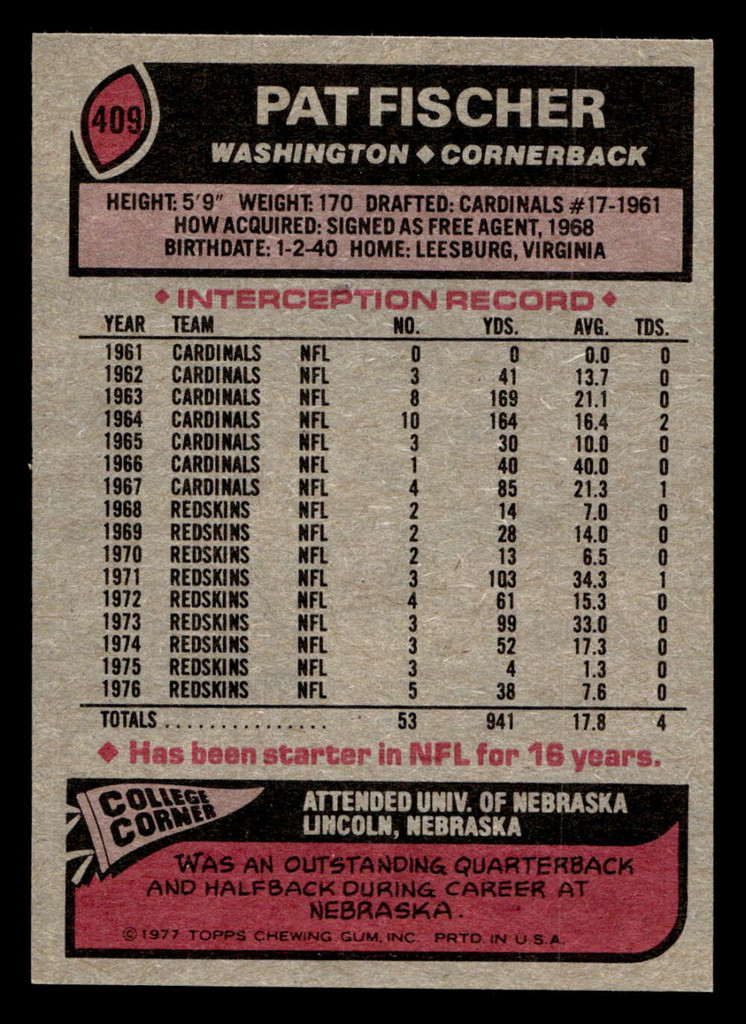 409
PAT FISCHER
WASHINGTON ◆ CORNERBACK
HEIGHT: 5'9" WEIGHT: 170 DRAFTED: CARDINALS #17-1961
HOW ACQUIRED: SIGNED AS FREE AGENT, 1968
BIRTHDATE: 1-2-40 HOME: LEESBURG, VIRGINIA
◆ INTERCEPTION RECORD ◆
YEAR TEAM NO. YDS. AVG. TDS.
1961 CARDINALS NFL 0 0 0.0 0
1962 CARDINALS NFL 3 41 13.7 0
1963 CARDINALS NFL 8 169 21.1 0
1964 CARDINALS NFL 10 164 16.4 2
1965 CARDINALS NFL 3 30 10.0 0
1966 CARDINALS NFL 1 40 40.0 0
1967 CARDINALS NFL 4 85 21.3 1
1968 REDSKINS NFL 2 14 7.0 0
1969 REDSKINS NFL 2 28 14.0 0
1970 REDSKINS NFL 2 13 6.5 0
1971 REDSKINS NFL 3 103 34.3 1
1972 REDSKINS NFL 4 61 15.3 0
1973 REDSKINS NFL 3 99 33.0 0
1974 REDSKINS NFL 3 52 17.3 0
1975 REDSKINS NFL 3 4 1.3 0
1976 REDSKINS NFL 5 38 7.6 0
TOTALS ............... 53 941 17.8 4
◆ Has been starter in NFL for 16 years.
COLLEGE
CORNER
ATTENDED UNIV. OF NEBRASKA
LINCOLN, NEBRASKA
WAS AN OUTSTANDING QUARTERBACK
AND HALFBACK DURING CAREER AT
NEBRASKA.
© 1977 TOPPS CHEWING GUM, INC. PRTD. IN U.S.A.